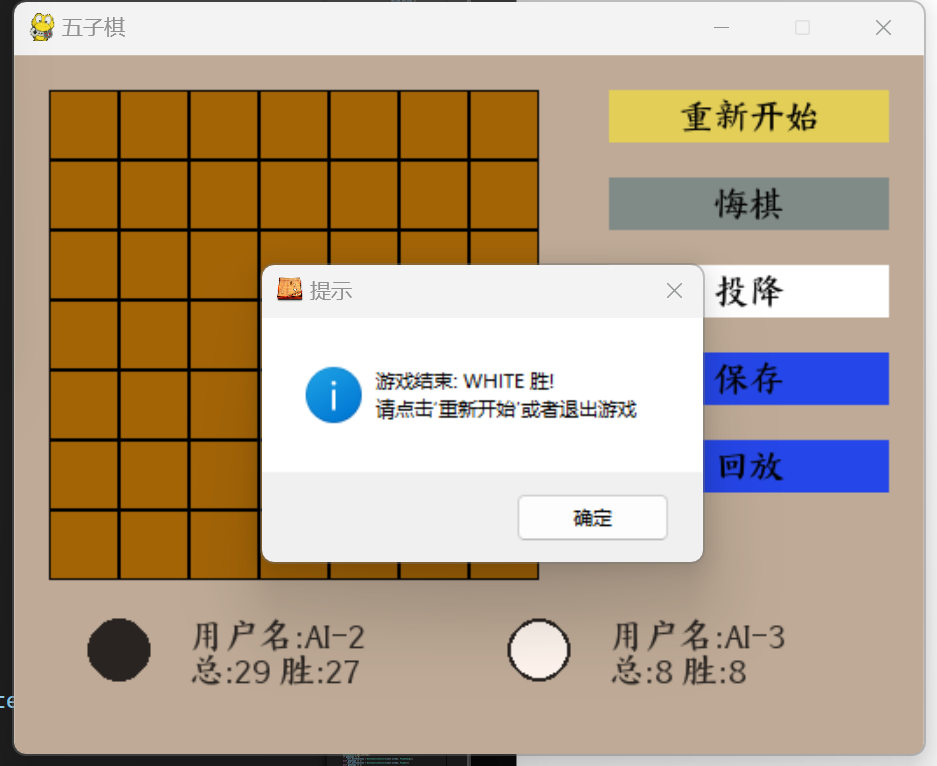 五子棋
重新开始
悔棋
投降
保存
回放
提示
游戏结束: WHITE 胜!
请点击'重新开始'或者退出游戏
确定
用户名:AI-2
总:29 胜:27
用户名:AI-3
总:8 胜:8